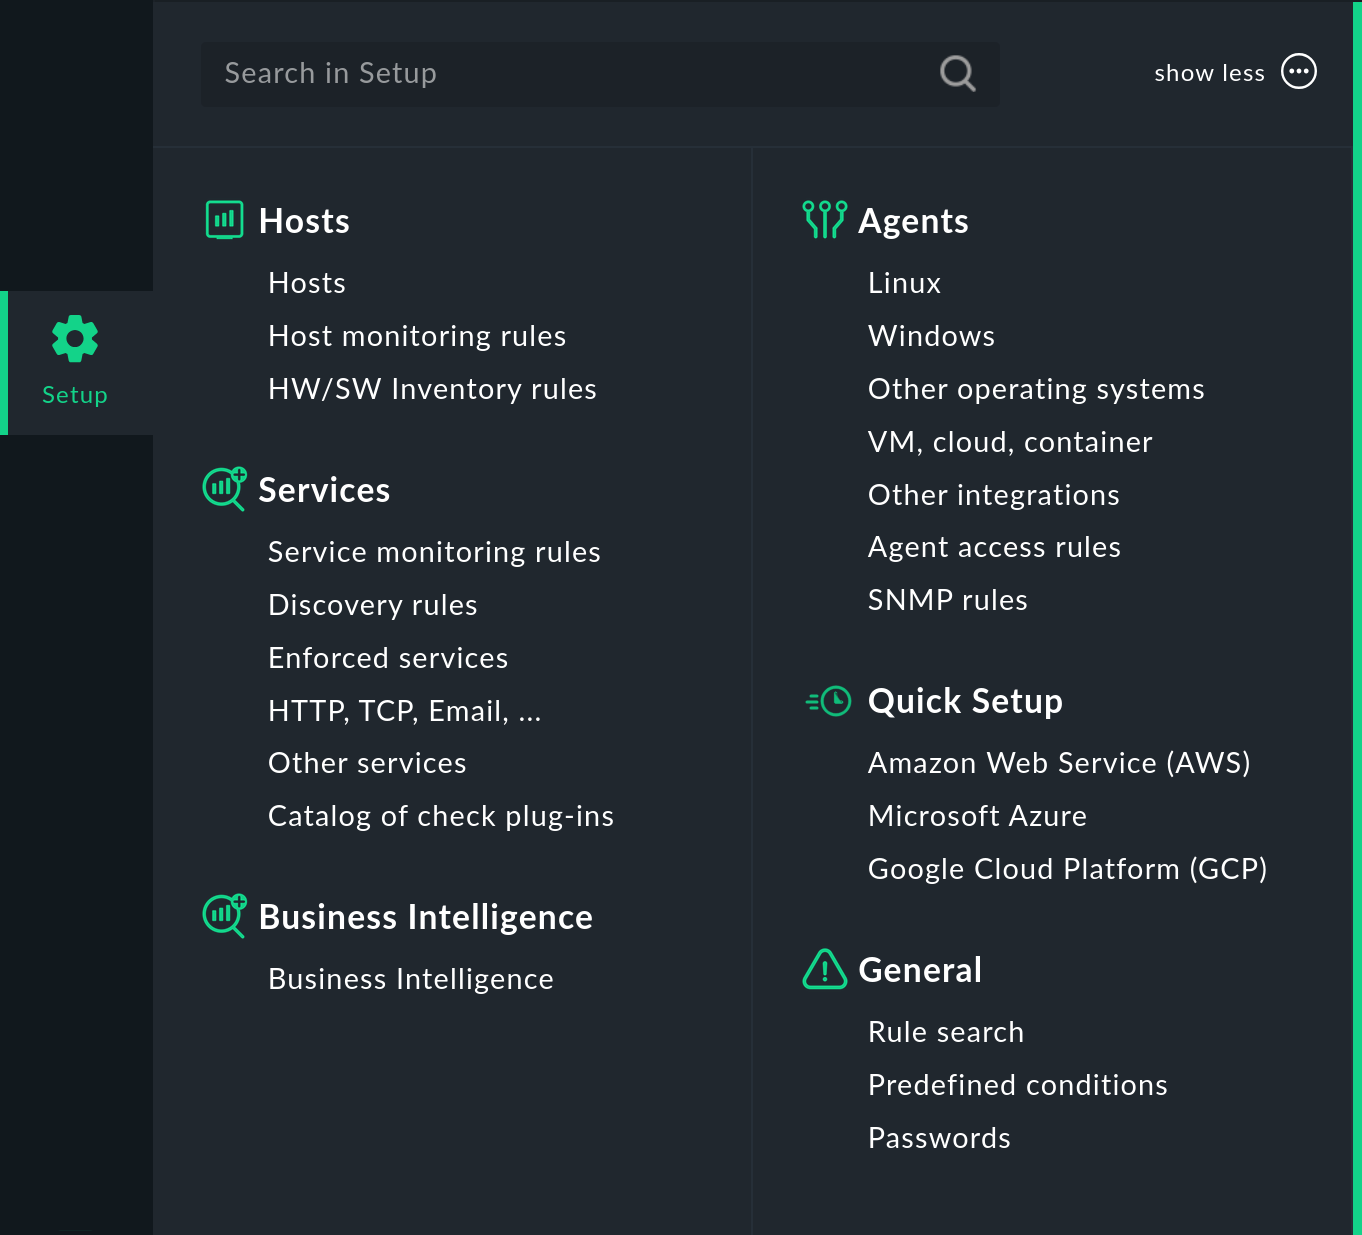 Search in Setup
show less
Setup
Hosts
Hosts
Host monitoring rules
HW/SW Inventory rules
Services
Service monitoring rules
Discovery rules
Enforced services
HTTP, TCP, Email, ...
Other services
Catalog of check plug-ins
Business Intelligence
Business Intelligence
Agents
Linux
Windows
Other operating systems
VM, cloud, container
Other integrations
Agent access rules
SNMP rules
Quick Setup
Amazon Web Service (AWS)
Microsoft Azure
Google Cloud Platform (GCP)
General
Rule search
Predefined conditions
Passwords